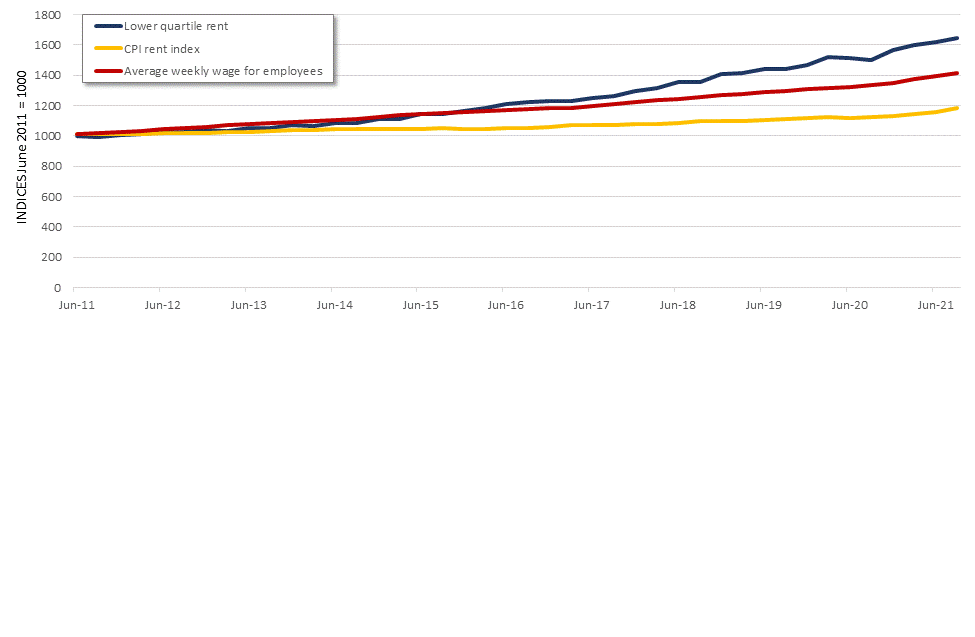 1800
1600
1400
1200
1000
800
600
400
200
0
INDICES June 2011 = 1000
Lower quartile rent
CPI rent index
Average weekly wage for employees
Jun-11 Jun-12 Jun-13 Jun-14 Jun-15 Jun-16 Jun-17 Jun-18 Jun-19 Jun-20 Jun-21